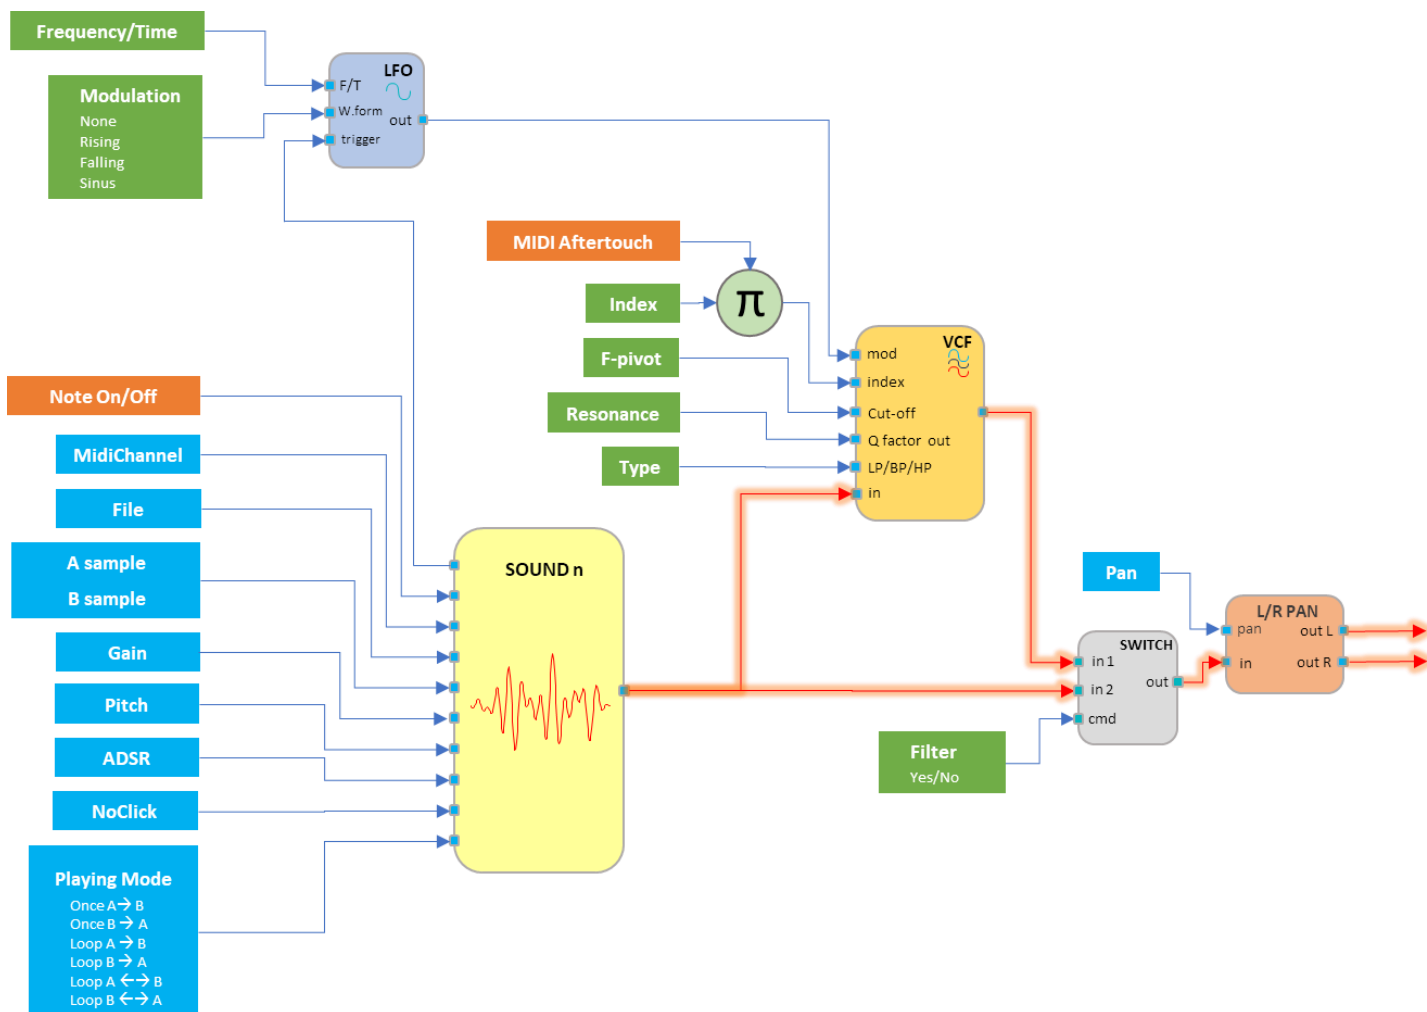 Frequency/Time
Modulation
None
Rising
Falling
Sinus
LFO
F/T
W.form
out
trigger
MIDI Aftertouch
Index
π
F-pivot
Resonance
Type
VCF
mod
index
Cut-off
Q factor out
LP/BP/HP
in
Note On/Off
MidiChannel
File
A sample
B sample
Gain
Pitch
ADSR
NoClick
Playing Mode
Once A→ B
Once B → A
Loop A → B
Loop B → A
Loop A ←→ B
Loop B ←→ A
SOUND n
Pan
L/R PAN
pan out L
in out R
SWITCH
in 1
out
in 2
cmd
Filter
Yes/No